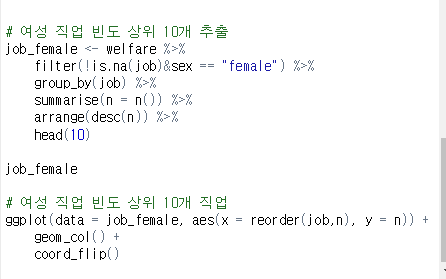 # 여성 직업 빈도 상위 10개 추출
job_female <- welfare %>%
    filter(!is.na(job)&sex == "female") %>%
    group_by(job) %>%
    summarise(n = n()) %>%
    arrange(desc(n)) %>%
    head(10)

job_female

# 여성 직업 빈도 상위 10개 직업
ggplot(data = job_female, aes(x = reorder(job,n), y = n)) +
    geom_col() +
    coord_flip()